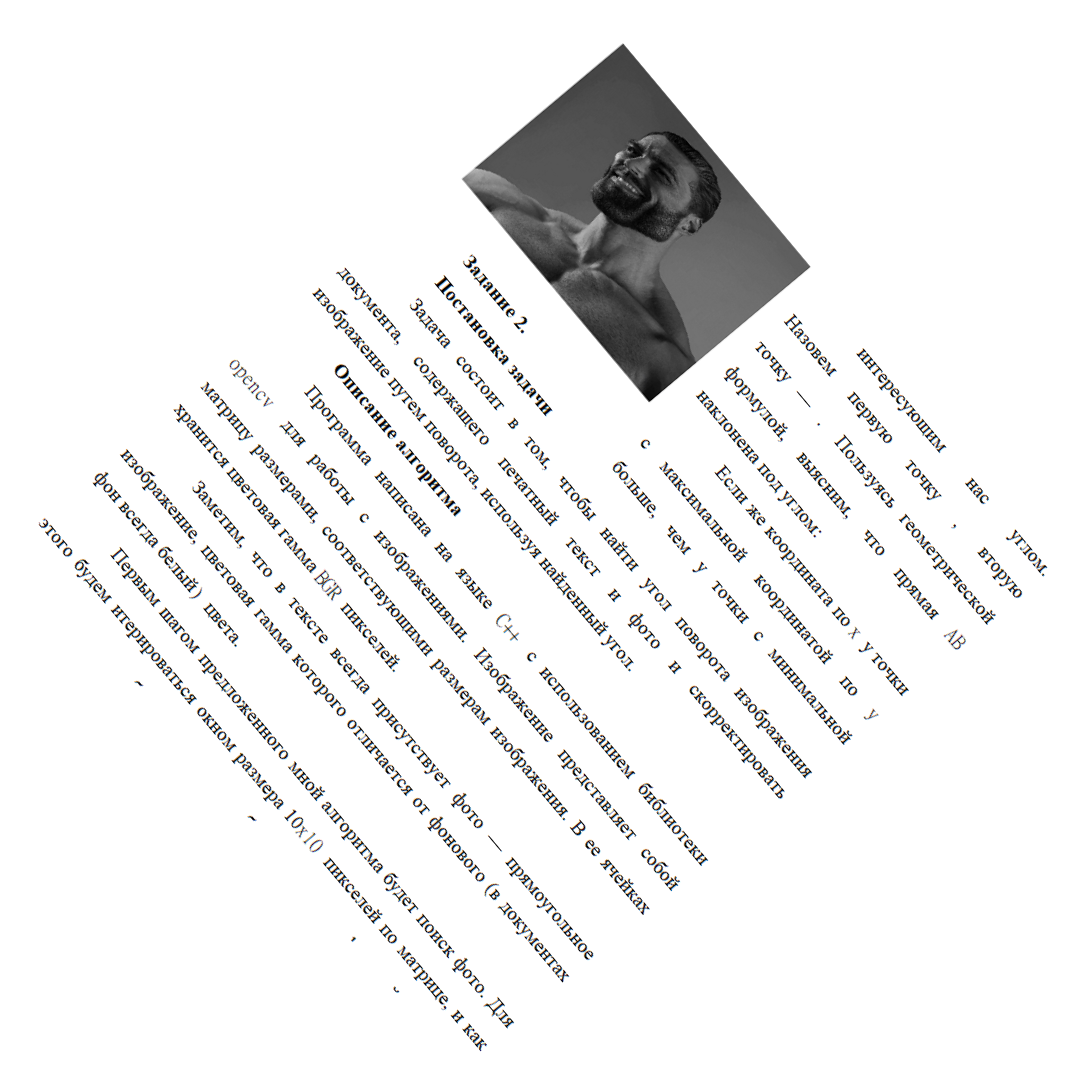 интересующим нас углом.
Назовем первую точку , вторую
точку — . Пользуясь геометрической
формулой, выясним, что прямая AB
наклонена под углом:
Если же координата по x у точки
с максимальной координатой по y
больше, чем у точки с минимальной
Задание 2.
Постановка задачи
Задача состоит в том, чтобы найти угол поворота изображения
документа, содержащего печатный текст и фото и скорректировать
изображение путем поворота, используя найденный угол.
Описание алгоритма
Программа написана на языке C++ с использованием библиотеки
opencv для работы с изображениями. Изображение представляет собой
матрицу размерами, соответствующими размерам изображения. В ее ячейках
хранится цветовая гамма BGR пикселей.
Заметим, что в тексте всегда присутствует фото — прямоугольное
изображение, цветовая гамма которого отличается от фонового (в документах
фон всегда белый) цвета.
Первым шагом предложенного мной алгоритма будет поиск фото. Для
этого будем итерироваться окном размера 10x10 пикселей по матрице, и как